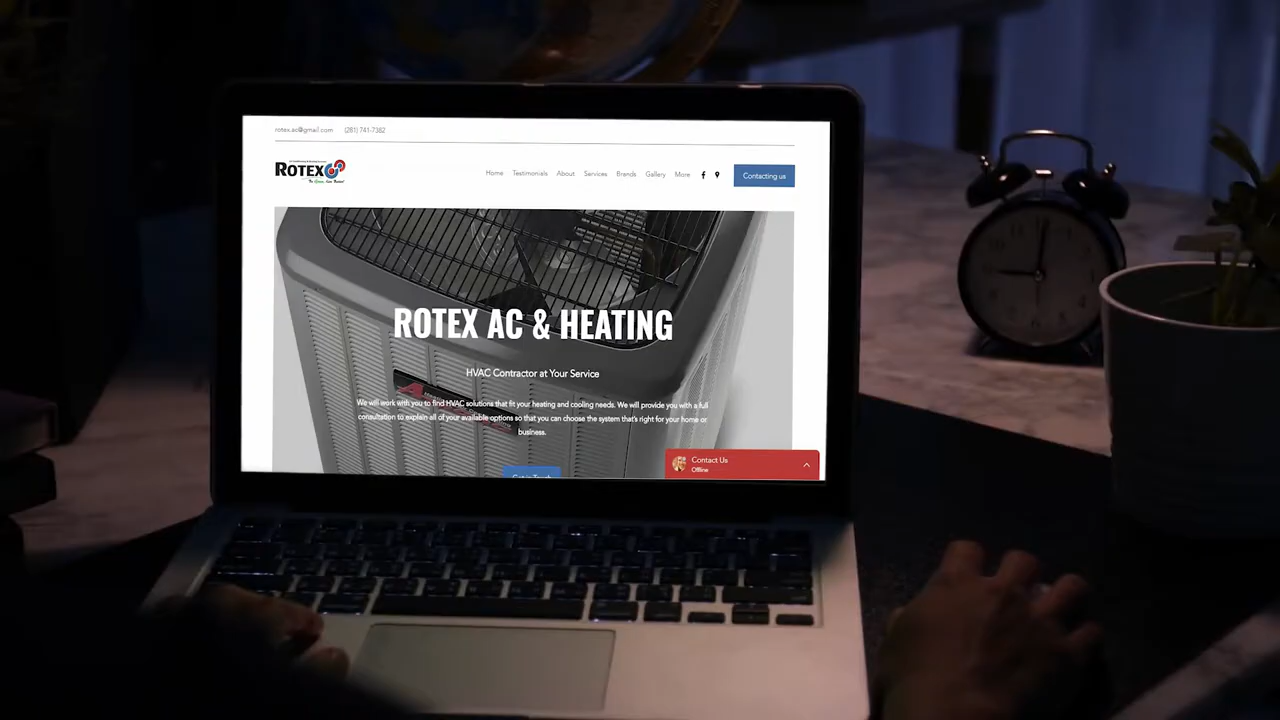 rotex.ac@gmail.com (281) 741-7382
ROTEX
Home Testimonials About Services Brands Gallery More
Contacting us
ROTEX AC & HEATING
HVAC Contractor at Your Service
We will work with you to find HVAC solutions that fit your heating and cooling needs. We will provide you with a full
consultation to explain all of your available options so that you can choose the system that's right for your home or
business.
Get in Touch
Contact Us
Offline